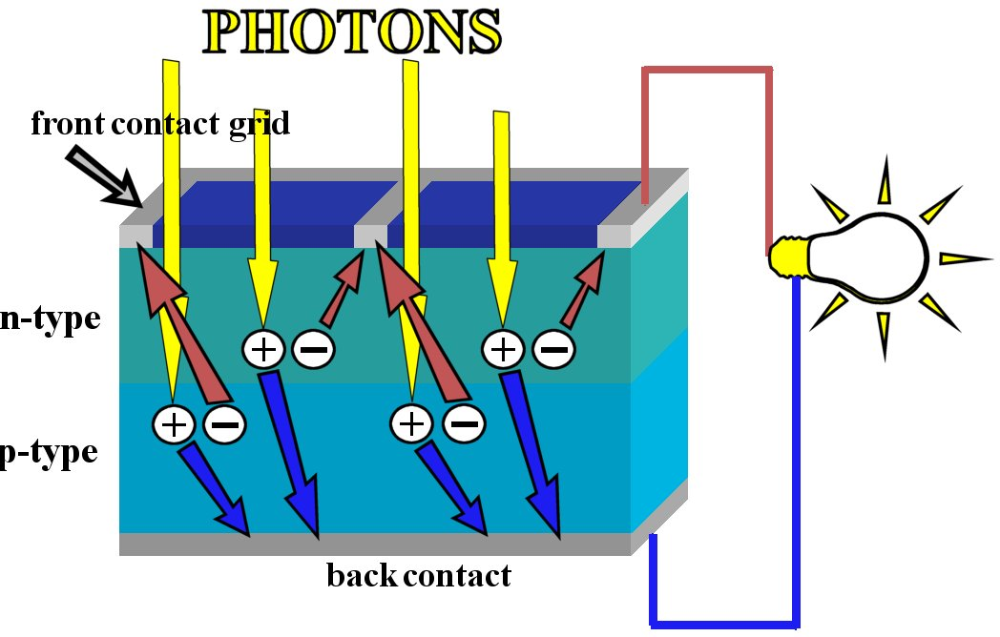 PHOTONS
front contact grid
n-type
p-type
back contact